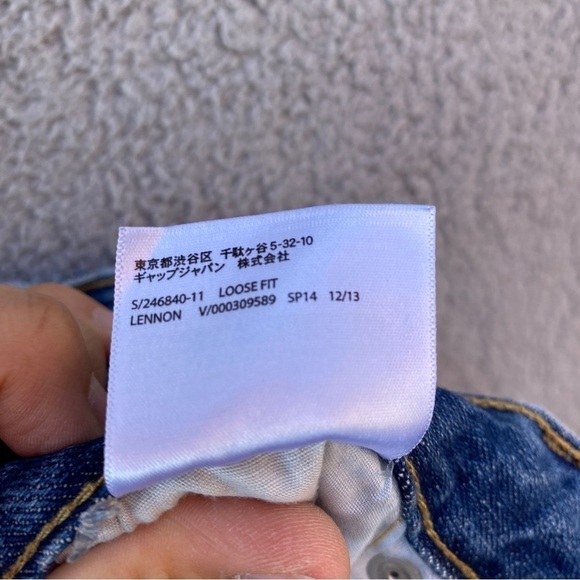 東京都渋谷区 千駄ヶ谷 5-32-10
ギャップジャパン 株式会社
S/246840-11 LOOSE FIT
LENNON V/000309589 SP14 12/13